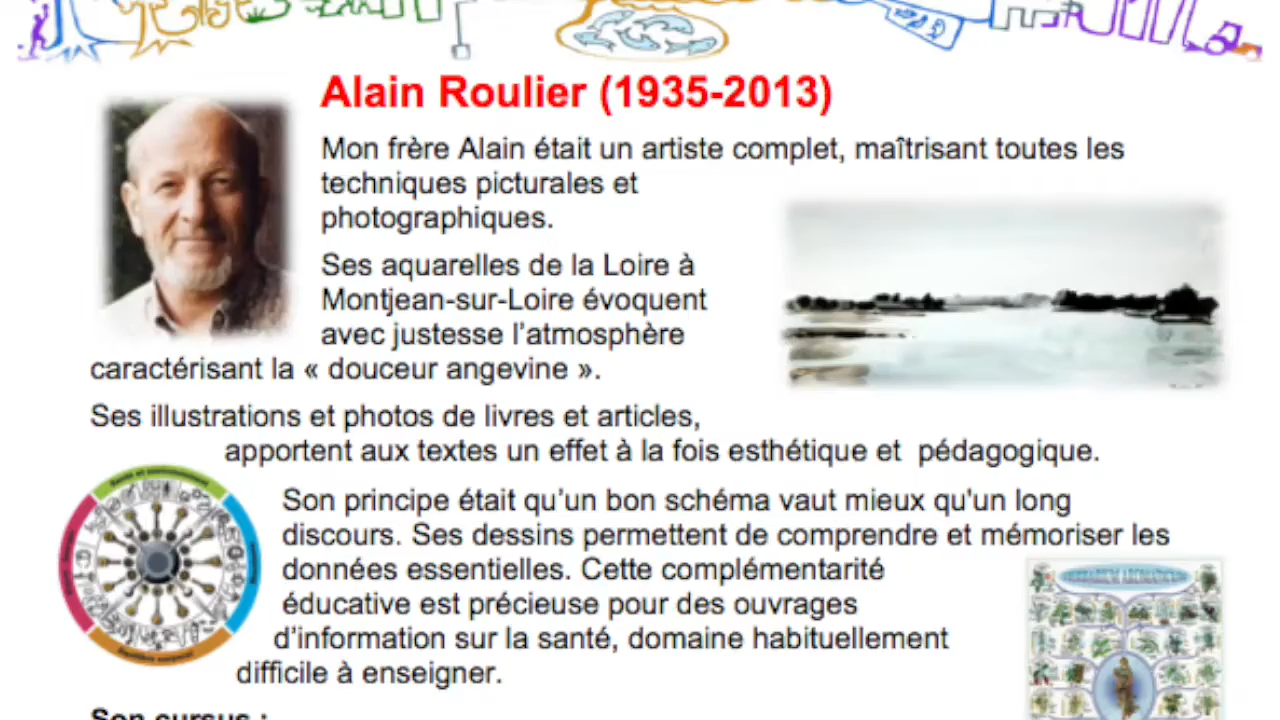 Alain Roulier (1935-2013)
Mon frère Alain était un artiste complet, maîtrisant toutes les
techniques picturales et
photographiques.
Ses aquarelles de la Loire à
Montjean-sur-Loire évoquent
avec justesse l’atmosphère
caractérisant la « douceur angevine ».
Ses illustrations et photos de livres et articles,
apportent aux textes un effet à la fois esthétique et pédagogique.
Son principe était qu’un bon schéma vaut mieux qu'un long
discours. Ses dessins permettent de comprendre et mémoriser les
données essentielles. Cette complémentarité
éducative est précieuse pour des ouvrages
d’information sur la santé, domaine habituellement
difficile à enseigner.
Son cursus :